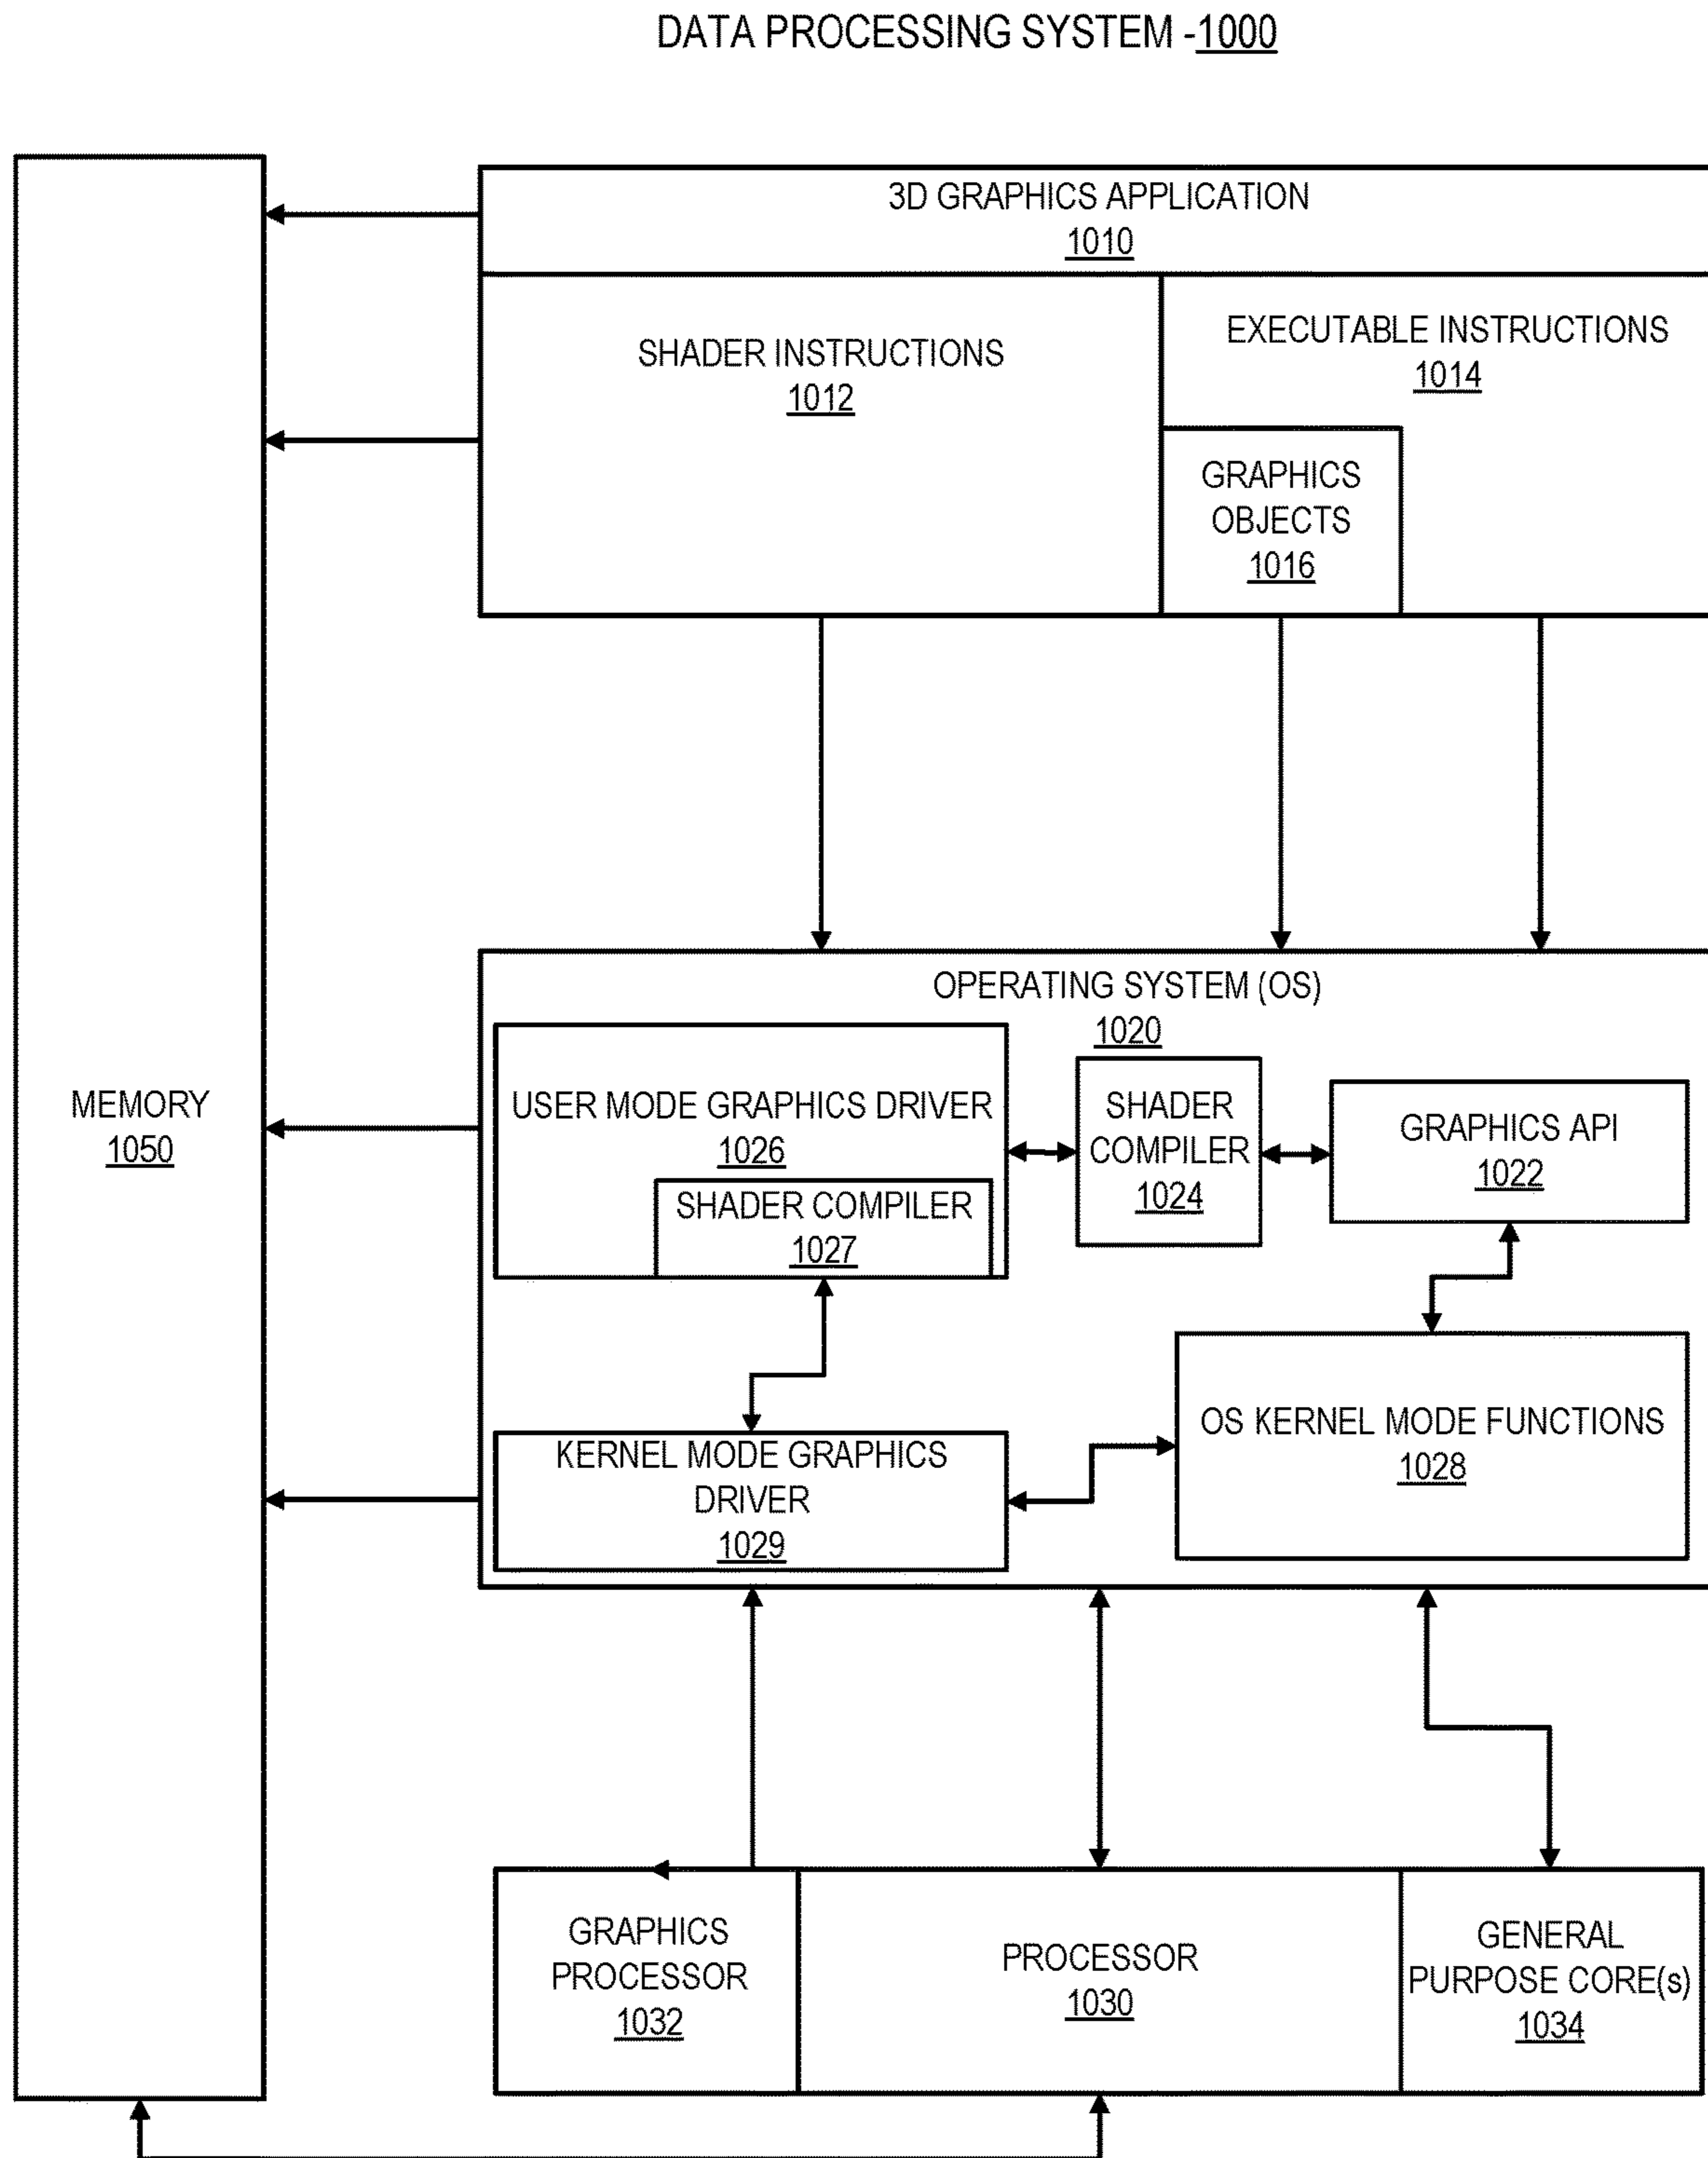 DATA PROCESSING SYSTEM -1000
3D GRAPHICS APPLICATION
1010
SHADER INSTRUCTIONS
1012
EXECUTABLE INSTRUCTIONS
1014
GRAPHICS
OBJECTS
1016
OPERATING SYSTEM (OS)
1020
MEMORY
1050
USER MODE GRAPHICS DRIVER
1026
SHADER COMPILER
1027
SHADER
COMPILER
1024
GRAPHICS API
1022
KERNEL MODE GRAPHICS
DRIVER
1029
OS KERNEL MODE FUNCTIONS
1028
GRAPHICS
PROCESSOR
1032
PROCESSOR
1030
GENERAL
PURPOSE CORE(s)
1034